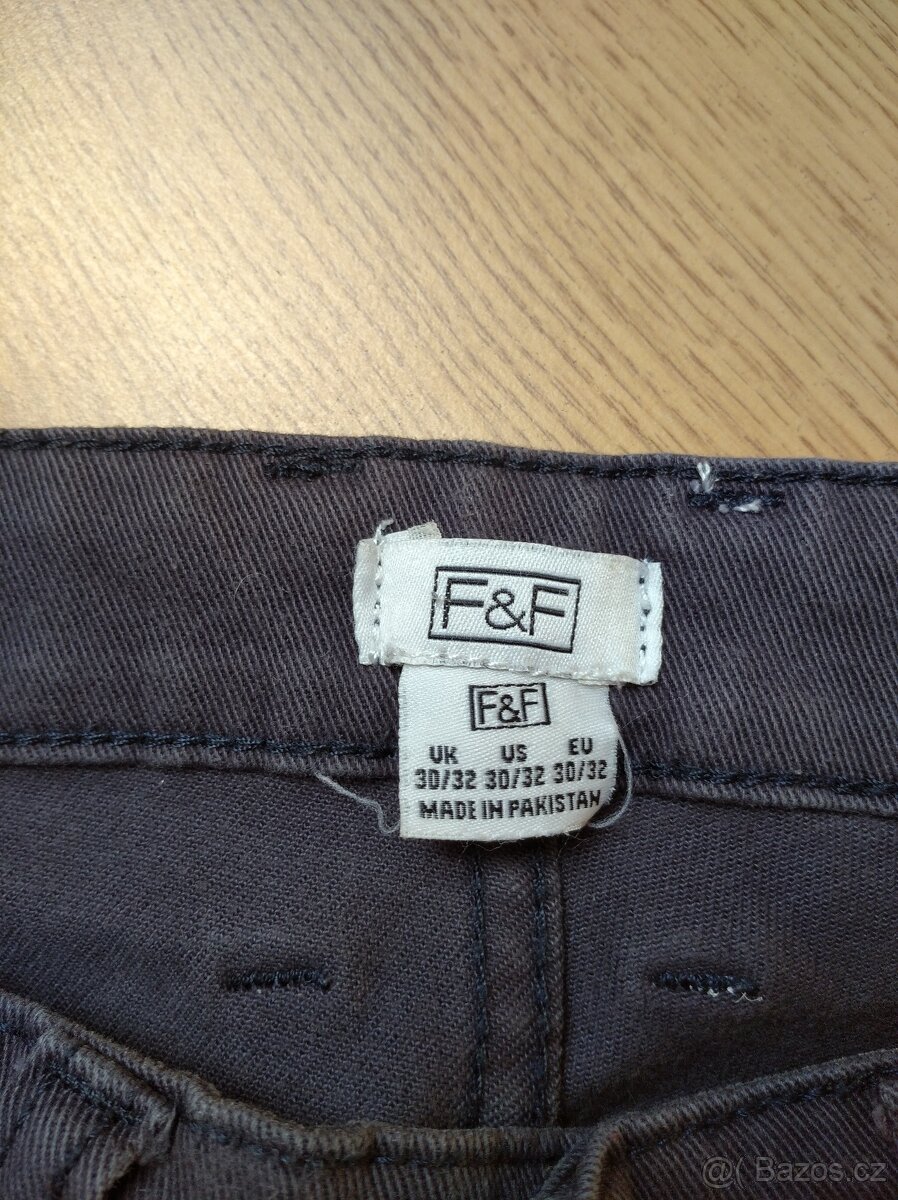 F&F
F&F
UK US EU
30/32 30/32 30/32
MADE IN PAKISTAN
@( Bazos.cz